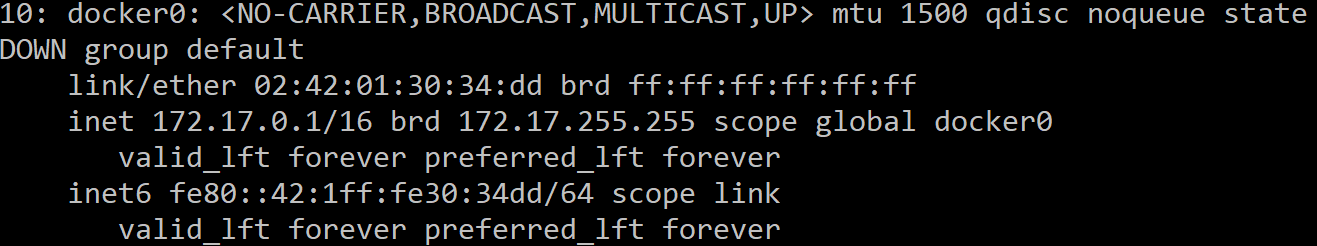 10: docker0: <NO-CARRIER,BROADCAST,MULTICAST,UP> mtu 1500 qdisc noqueue state
DOWN group default
    link/ether 02:42:01:30:34:dd brd ff:ff:ff:ff:ff:ff
    inet 172.17.0.1/16 brd 172.17.255.255 scope global docker0
       valid_lft forever preferred_lft forever
    inet6 fe80::42:1ff:fe30:34dd/64 scope link
       valid_lft forever preferred_lft forever